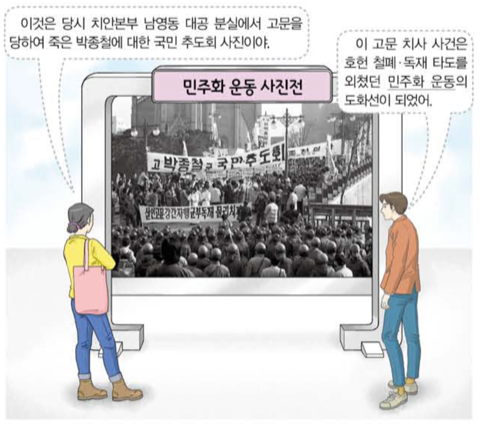 이것은 당시 치안본부 남영동 대공 분실에서 고문을
당하여 죽은 박종철에 대한 국민 추도회 사진이야.
이 고문 치사 사건은
호헌 철폐·독재 타도를
외쳤던 민주화 운동의
도화선이 되었어.
민주화 운동 사진전
고 박종철군 국민추도회